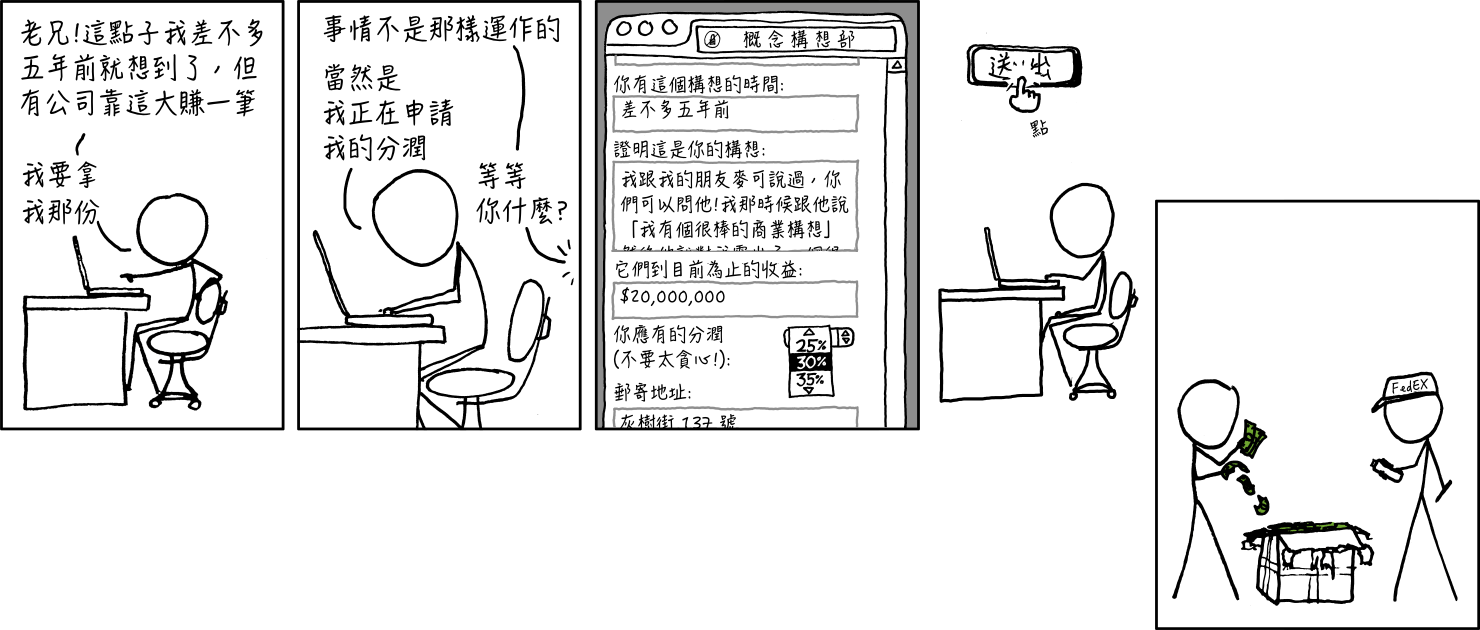 老兄!這點子我差不多
五年前就想到了，但
有公司靠這大賺一筆
我要拿
我那份
事情不是那樣運作的
當然是
我正在申請
我的分潤
等等
你什麼?
概念構想部
你有這個構想的時間:
差不多五年前
證明這是你的構想:
我跟我的朋友麥可說過，你
們可以問他!我那時候跟他說
「我有個很棒的商業構想」
它們到目前為止的收益:
$20,000,000
你應有的分潤
(不要太貪心!):
25%
30%
35%
郵寄地址:
灰樹街 137 號
送出
點
FedEX